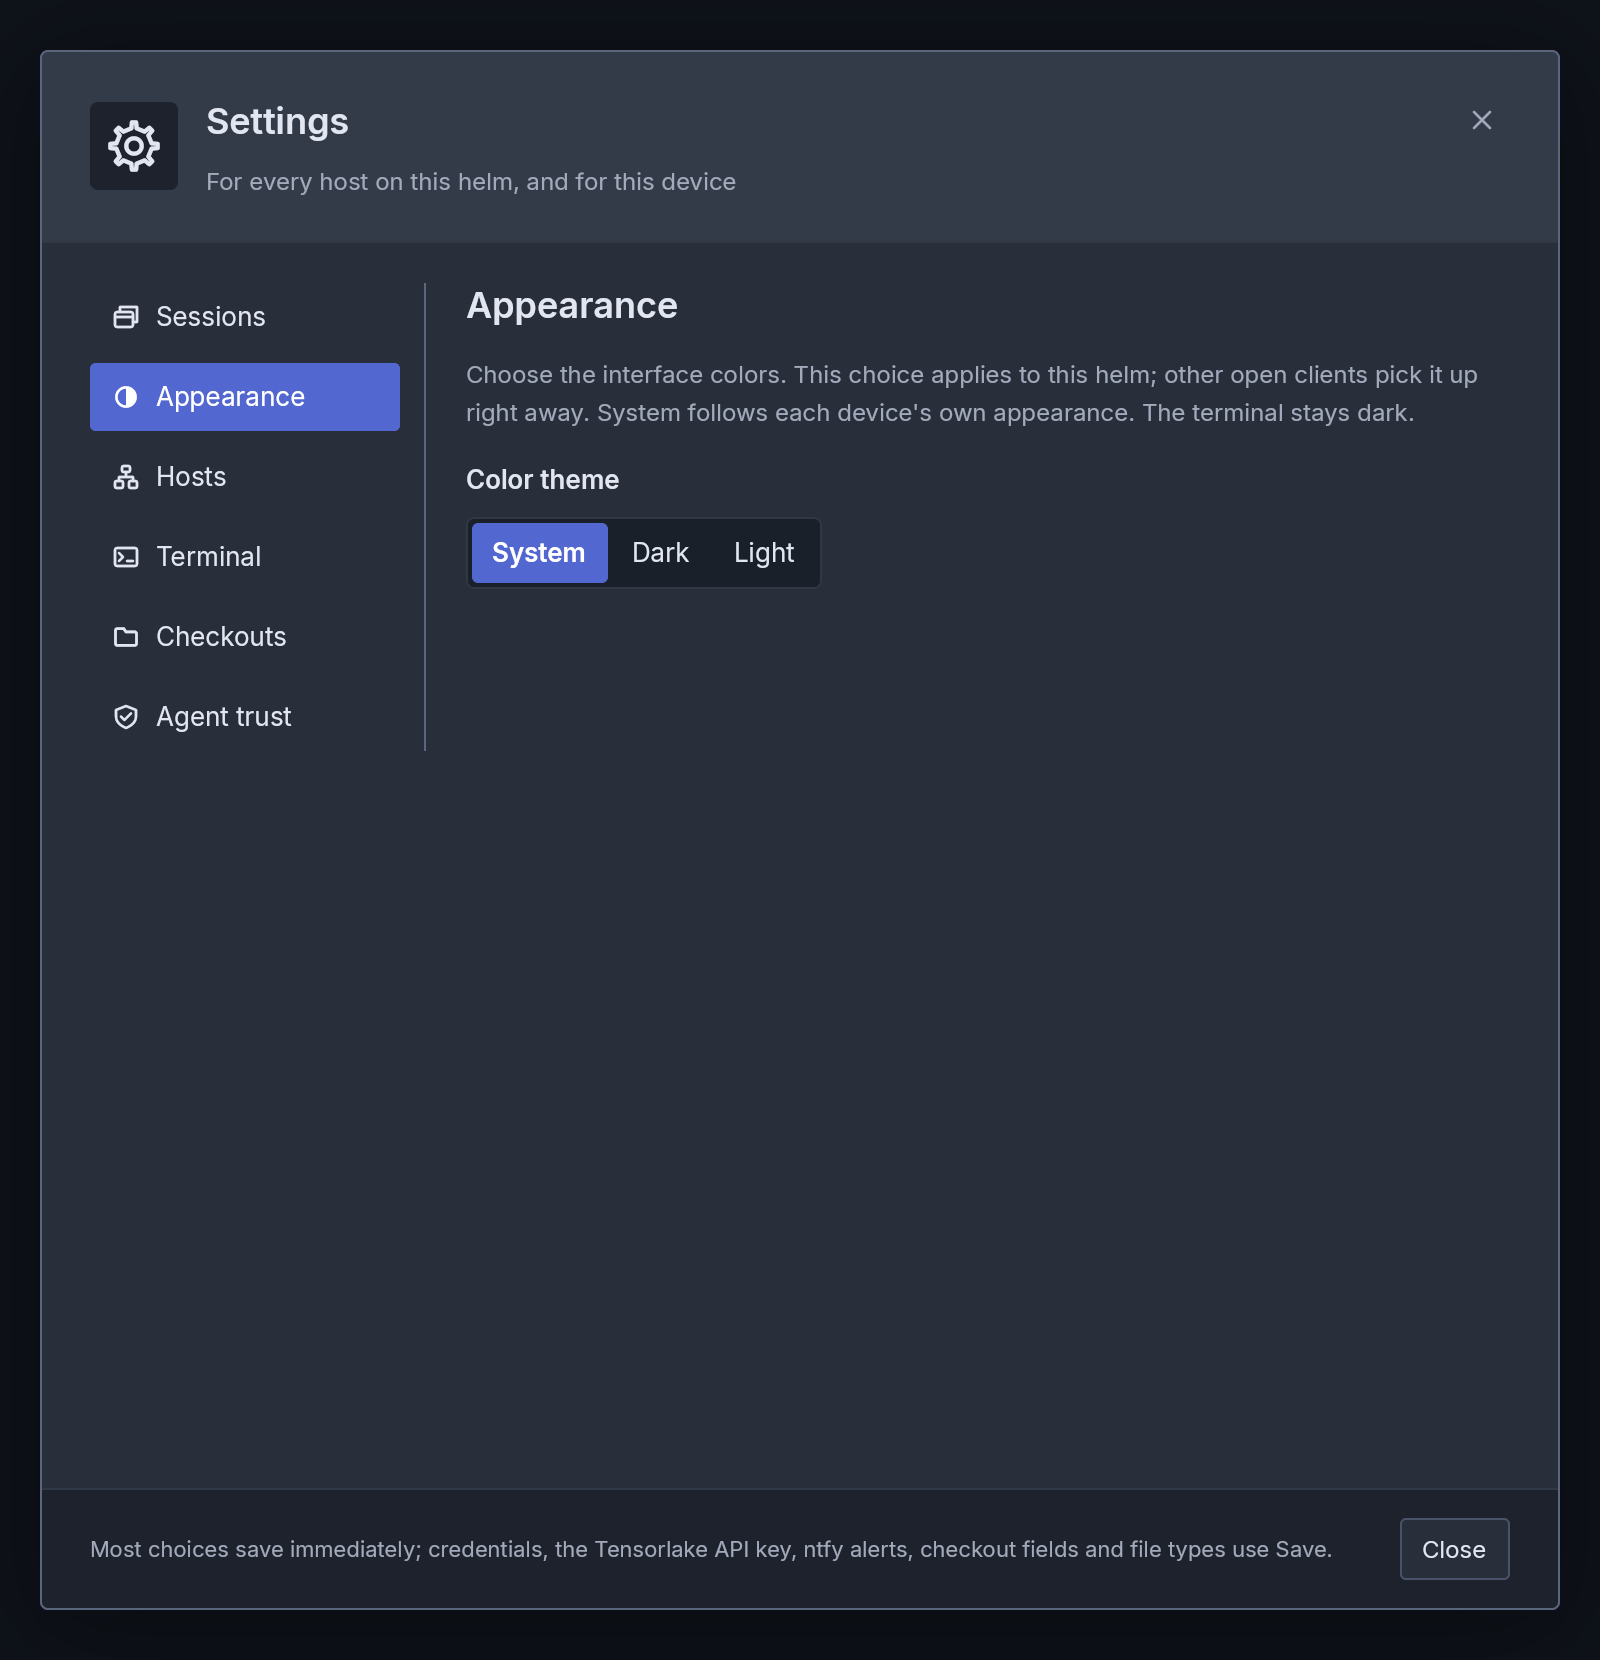 Settings
For every host on this helm, and for this device
Sessions
Appearance
Hosts
Terminal
Checkouts
Agent trust
Appearance
Choose the interface colors. This choice applies to this helm; other open clients pick it up
right away. System follows each device's own appearance. The terminal stays dark.
Color theme
System Dark Light
Most choices save immediately; credentials, the Tensorlake API key, ntfy alerts, checkout fields and file types use Save.
Close